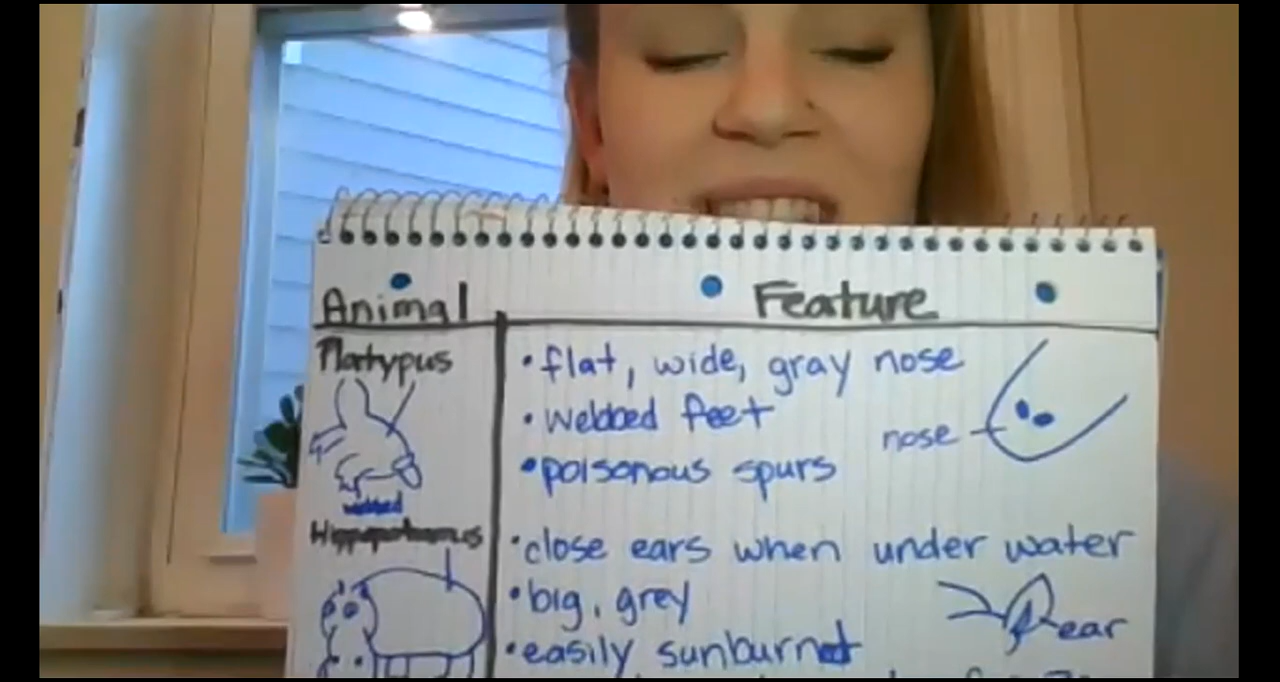 Animal Feature
Platypus
• flat, wide, gray nose
• webbed feet
nose
• poisonous spurs
webbed
Hippopotamus
• close ears when under water
• big, grey
ear
• easily sunburnt